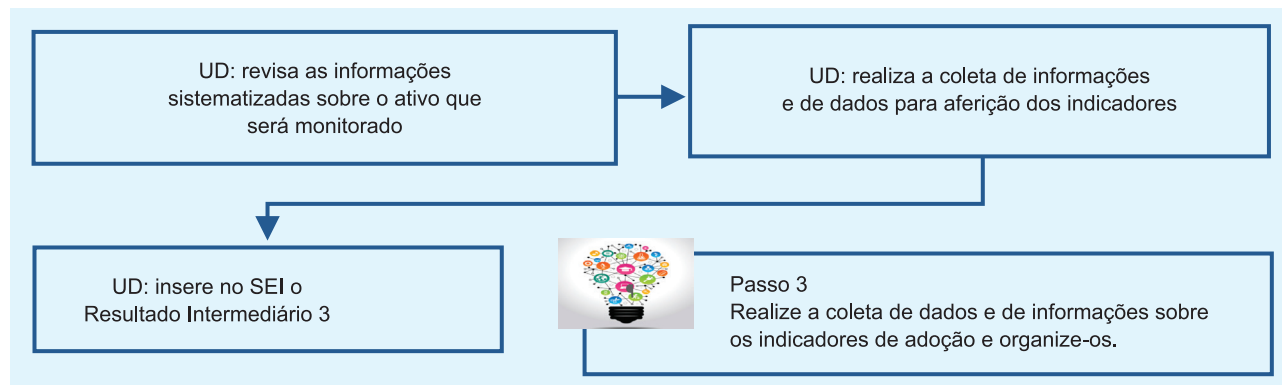 UD: revisa as informações
sistematizadas sobre o ativo que
será monitorado
UD: realiza a coleta de informações
e de dados para aferição dos indicadores
UD: insere no SEI o
Resultado Intermediário 3
Passo 3
Realize a coleta de dados e de informações sobre
os indicadores de adoção e organize-os.